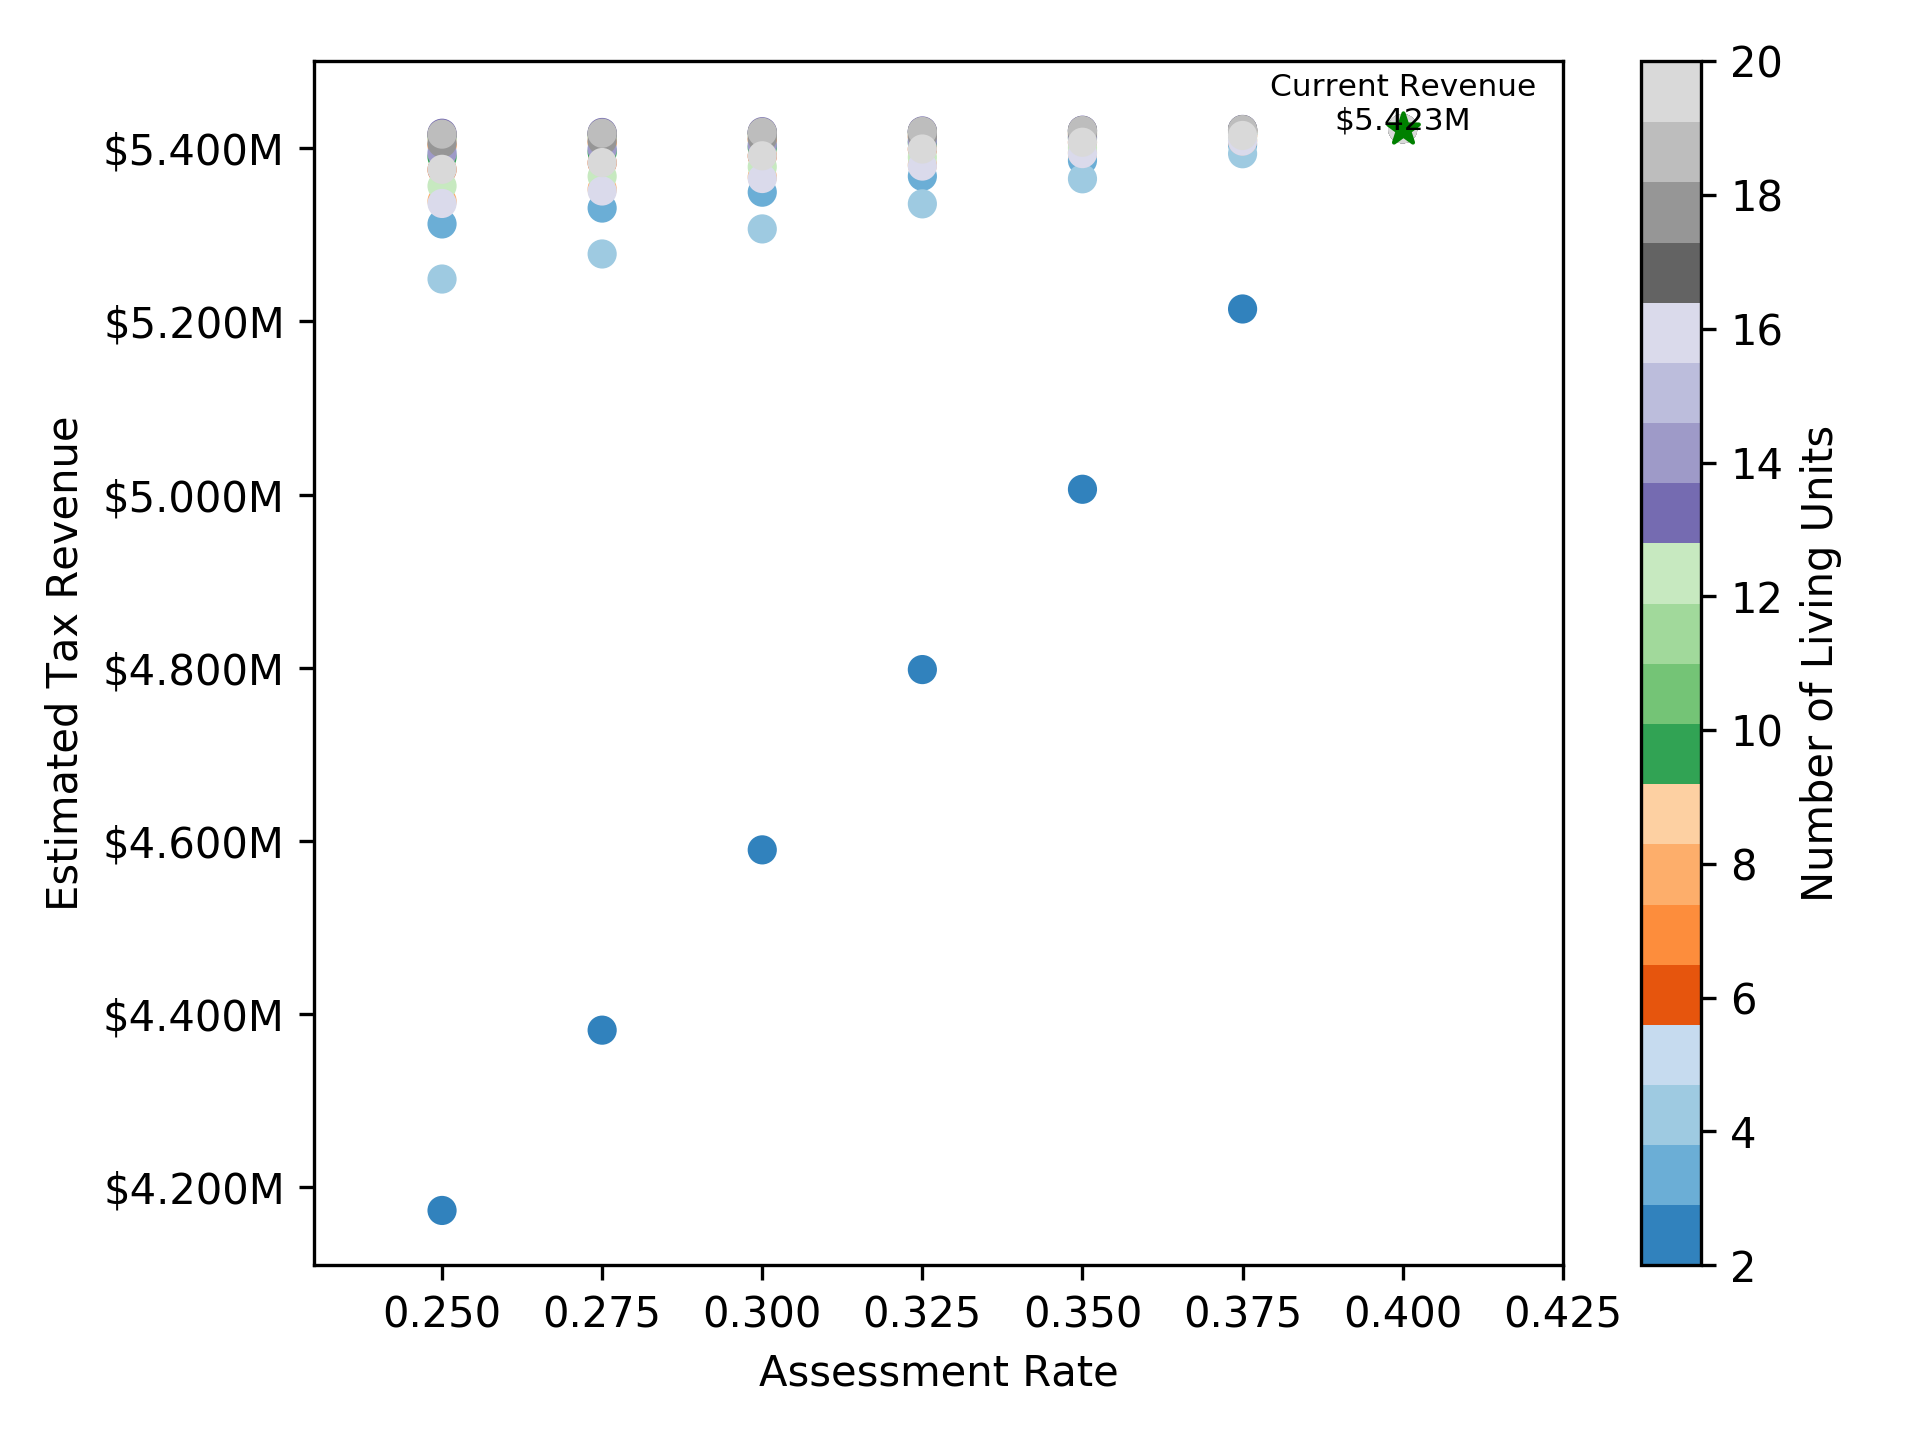 Current Revenue
$5.423M
$5.400M
$5.200M
$5.000M
$4.800M
$4.600M
$4.400M
$4.200M
Estimated Tax Revenue
0.250 0.275 0.300 0.325 0.350 0.375 0.400 0.425
Assessment Rate
20
18
16
14
12
10
8
6
4
2
Number of Living Units